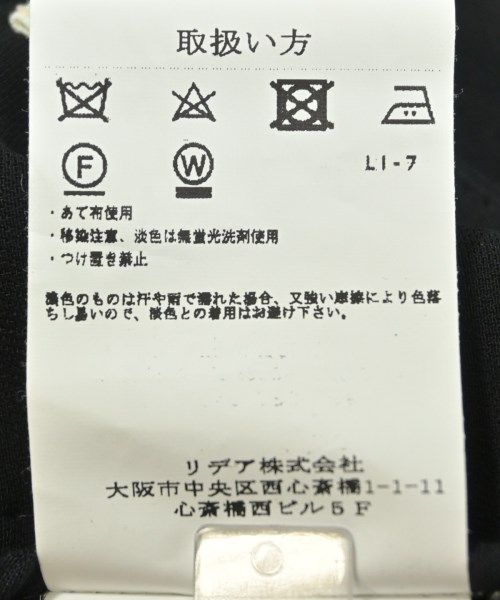 取扱い方
F W L1-7
・あて布使用
・移染注意、淡色は無蛍光洗剤使用
・つけ置き禁止
濃色のものは汗や雨で濡れた場合、又強い摩擦により色落
ちし易いので、淡色との着用はお避け下さい。
リデア株式会社
大阪市中央区西心斎橋1-1-11
心斎橋西ビル5F